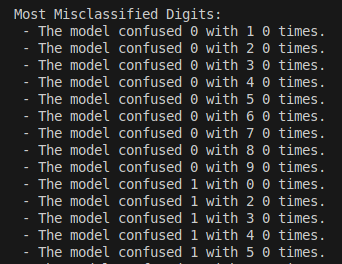 Most Misclassified Digits:
- The model confused 0 with 1 0 times.
- The model confused 0 with 2 0 times.
- The model confused 0 with 3 0 times.
- The model confused 0 with 4 0 times.
- The model confused 0 with 5 0 times.
- The model confused 0 with 6 0 times.
- The model confused 0 with 7 0 times.
- The model confused 0 with 8 0 times.
- The model confused 0 with 9 0 times.
- The model confused 1 with 0 0 times.
- The model confused 1 with 2 0 times.
- The model confused 1 with 3 0 times.
- The model confused 1 with 4 0 times.
- The model confused 1 with 5 0 times.